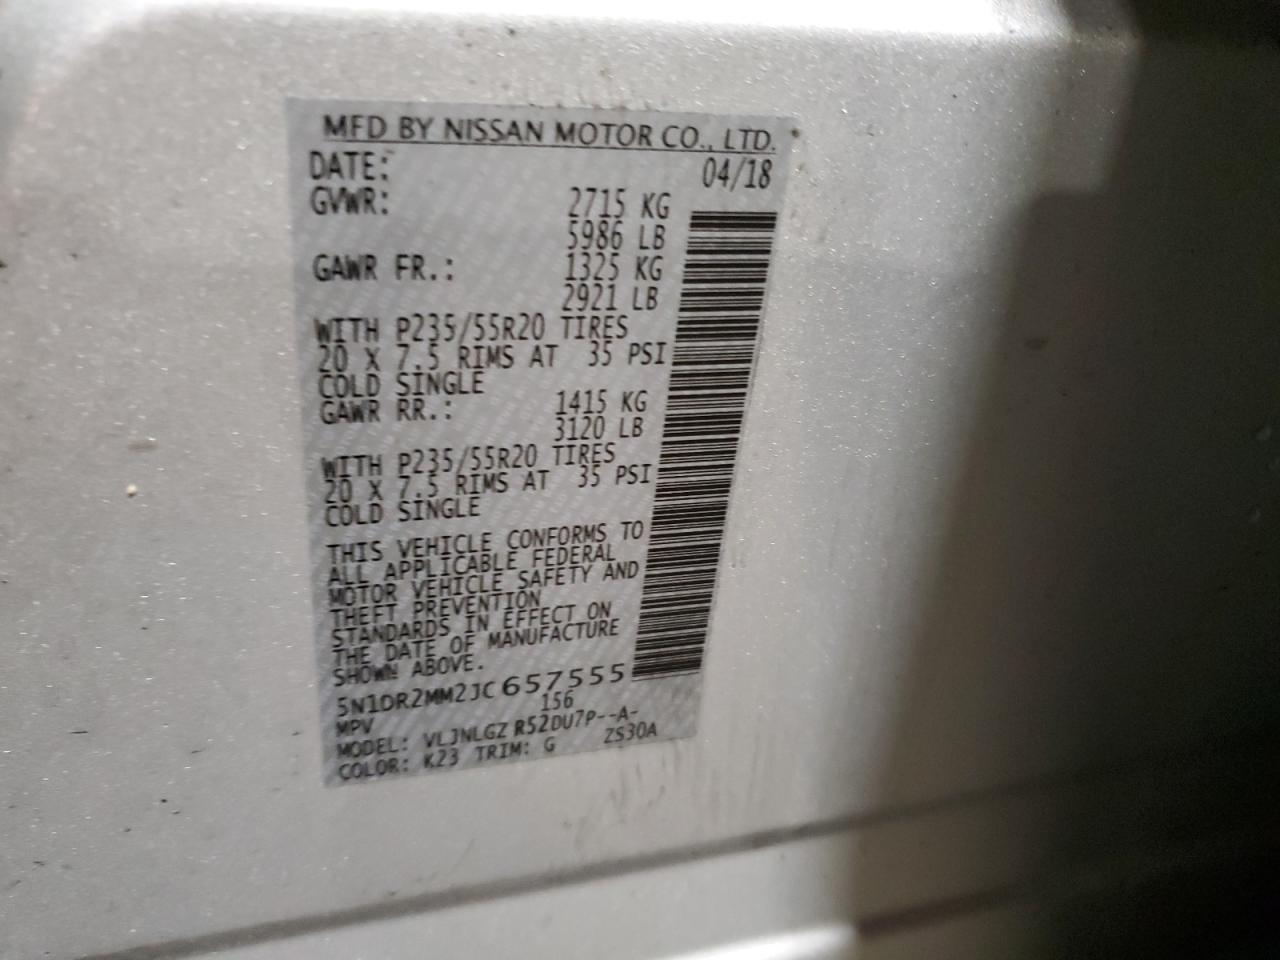 MFD BY NISSAN MOTOR CO., LTD.
DATE: 04/18
GVWR: 2715 KG
5986 LB
GAWR FR.: 1325 KG
2921 LB
WITH P235/55R20 TIRES
20 X 7.5 RIMS AT 35 PSI
COLD SINGLE
GAWR RR.: 1415 KG
3120 LB
WITH P235/55R20 TIRES
20 X 7.5 RIMS AT 35 PSI
COLD SINGLE
THIS VEHICLE CONFORMS TO
ALL APPLICABLE FEDERAL
MOTOR VEHICLE SAFETY AND
THEFT PREVENTION
STANDARDS IN EFFECT ON
THE DATE OF MANUFACTURE
SHOWN ABOVE.
5N1DR2MM2JC657555
MPV 156
MODEL: VLJNLGZ R52DU7P--A-
COLOR: K23 TRIM: G ZS30A